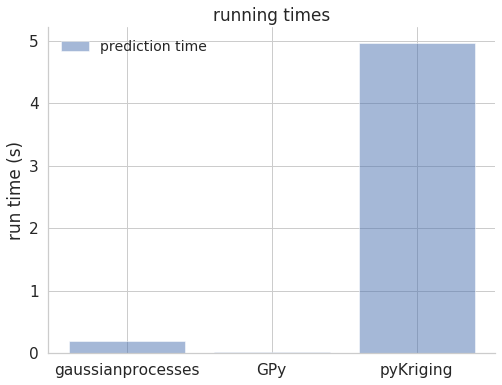 running times
prediction time
run time (s)
5
4
3
2
1
0
gaussianprocesses
GPy
pyKriging